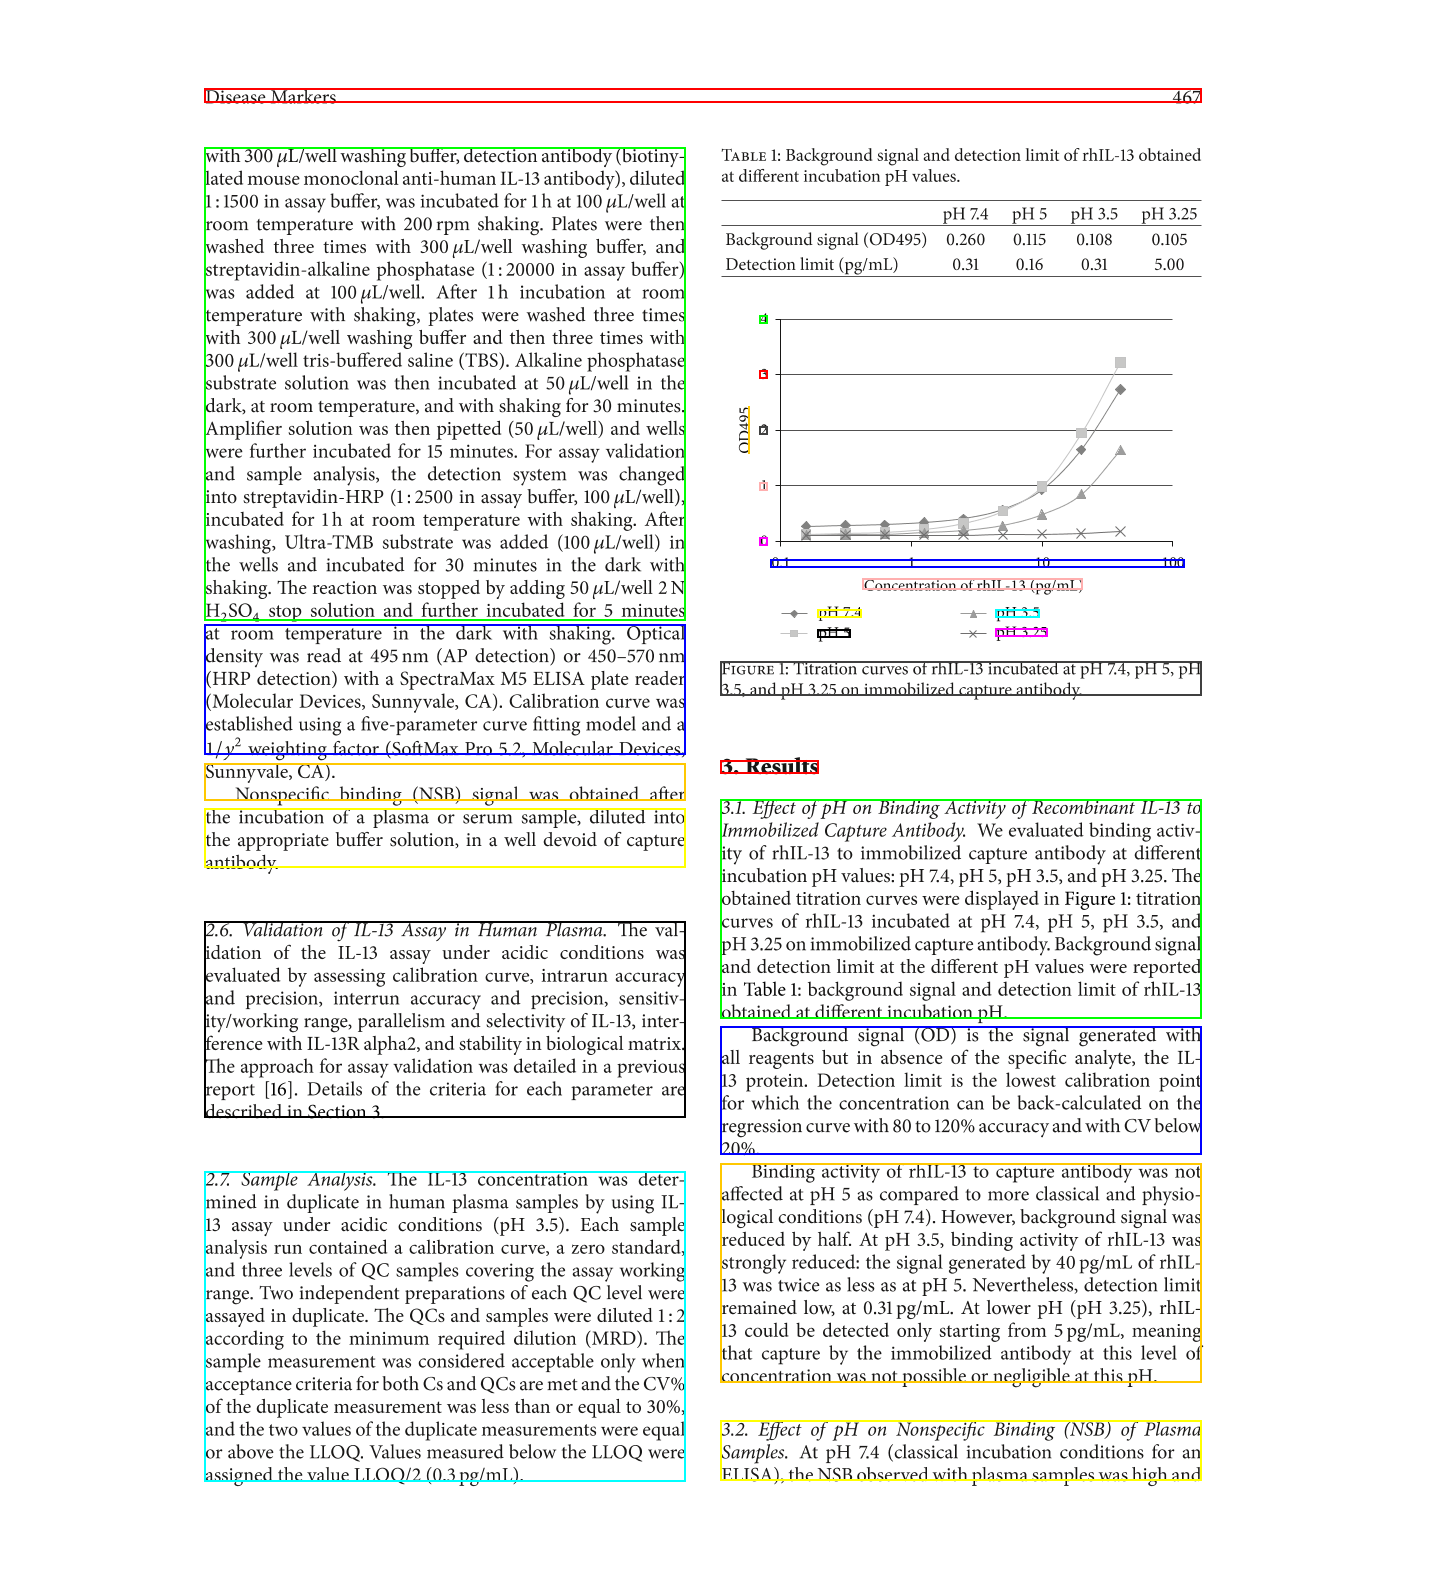 Disease Markers 467
with 300 μL/well washing buffer, detection antibody (biotiny-
lated mouse monoclonal anti-human IL-13 antibody), diluted
1 : 1500 in assay buffer, was incubated for 1 h at 100 μL/well at
room temperature with 200 rpm shaking. Plates were then
washed three times with 300 μL/well washing buffer, and
streptavidin-alkaline phosphatase (1 : 20000 in assay buffer)
was added at 100 μL/well. After 1 h incubation at room
temperature with shaking, plates were washed three times
with 300 μL/well washing buffer and then three times with
300 μL/well tris-buffered saline (TBS). Alkaline phosphatase
substrate solution was then incubated at 50 μL/well in the
dark, at room temperature, and with shaking for 30 minutes.
Amplifier solution was then pipetted (50 μL/well) and wells
were further incubated for 15 minutes. For assay validation
and sample analysis, the detection system was changed
into streptavidin-HRP (1 : 2500 in assay buffer, 100 μL/well),
incubated for 1 h at room temperature with shaking. After
washing, Ultra-TMB substrate was added (100 μL/well) in
the wells and incubated for 30 minutes in the dark with
shaking. The reaction was stopped by adding 50 μL/well 2 N
H₂SO₄ stop solution and further incubated for 5 minutes
at room temperature in the dark with shaking. Optical
density was read at 495 nm (AP detection) or 450–570 nm
(HRP detection) with a SpectraMax M5 ELISA plate reader
(Molecular Devices, Sunnyvale, CA). Calibration curve was
established using a five-parameter curve fitting model and a
1/y² weighting factor (SoftMax Pro 5.2, Molecular Devices,
Sunnyvale, CA).
Nonspecific binding (NSB) signal was obtained after
the incubation of a plasma or serum sample, diluted into
the appropriate buffer solution, in a well devoid of capture
antibody.
2.6. Validation of IL-13 Assay in Human Plasma. The val-
idation of the IL-13 assay under acidic conditions was
evaluated by assessing calibration curve, intrarun accuracy
and precision, interrun accuracy and precision, sensitiv-
ity/working range, parallelism and selectivity of IL-13, inter-
ference with IL-13R alpha2, and stability in biological matrix.
The approach for assay validation was detailed in a previous
report [16]. Details of the criteria for each parameter are
described in Section 3.
2.7. Sample Analysis. The IL-13 concentration was deter-
mined in duplicate in human plasma samples by using IL-
13 assay under acidic conditions (pH 3.5). Each sample
analysis run contained a calibration curve, a zero standard,
and three levels of QC samples covering the assay working
range. Two independent preparations of each QC level were
assayed in duplicate. The QCs and samples were diluted 1 : 2
according to the minimum required dilution (MRD). The
sample measurement was considered acceptable only when
acceptance criteria for both Cs and QCs are met and the CV%
of the duplicate measurement was less than or equal to 30%,
and the two values of the duplicate measurements were equal
or above the LLOQ. Values measured below the LLOQ were
assigned the value LLOQ/2 (0.3 pg/mL).
Table 1: Background signal and detection limit of rhIL-13 obtained
at different incubation pH values.
pH 7.4 pH 5 pH 3.5 pH 3.25
Background signal (OD495) 0.260 0.115 0.108 0.105
Detection limit (pg/mL) 0.31 0.16 0.31 5.00
4
3
2
1
0
OD495
0.1 1 10 100
Concentration of rhIL-13 (pg/mL)
pH 7.4 pH 3.5
pH 5 pH 3.25
Figure 1: Titration curves of rhIL-13 incubated at pH 7.4, pH 5, pH
3.5, and pH 3.25 on immobilized capture antibody.
3. Results
3.1. Effect of pH on Binding Activity of Recombinant IL-13 to
Immobilized Capture Antibody. We evaluated binding activ-
ity of rhIL-13 to immobilized capture antibody at different
incubation pH values: pH 7.4, pH 5, pH 3.5, and pH 3.25. The
obtained titration curves were displayed in Figure 1: titration
curves of rhIL-13 incubated at pH 7.4, pH 5, pH 3.5, and
pH 3.25 on immobilized capture antibody. Background signal
and detection limit at the different pH values were reported
in Table 1: background signal and detection limit of rhIL-13
obtained at different incubation pH.
Background signal (OD) is the signal generated with
all reagents but in absence of the specific analyte, the IL-
13 protein. Detection limit is the lowest calibration point
for which the concentration can be back-calculated on the
regression curve with 80 to 120% accuracy and with CV below
20%.
Binding activity of rhIL-13 to capture antibody was not
affected at pH 5 as compared to more classical and physio-
logical conditions (pH 7.4). However, background signal was
reduced by half. At pH 3.5, binding activity of rhIL-13 was
strongly reduced: the signal generated by 40 pg/mL of rhIL-
13 was twice as less as at pH 5. Nevertheless, detection limit
remained low, at 0.31 pg/mL. At lower pH (pH 3.25), rhIL-
13 could be detected only starting from 5 pg/mL, meaning
that capture by the immobilized antibody at this level of
concentration was not possible or negligible at this pH.
3.2. Effect of pH on Nonspecific Binding (NSB) of Plasma
Samples. At pH 7.4 (classical incubation conditions for an
ELISA), the NSB observed with plasma samples was high and